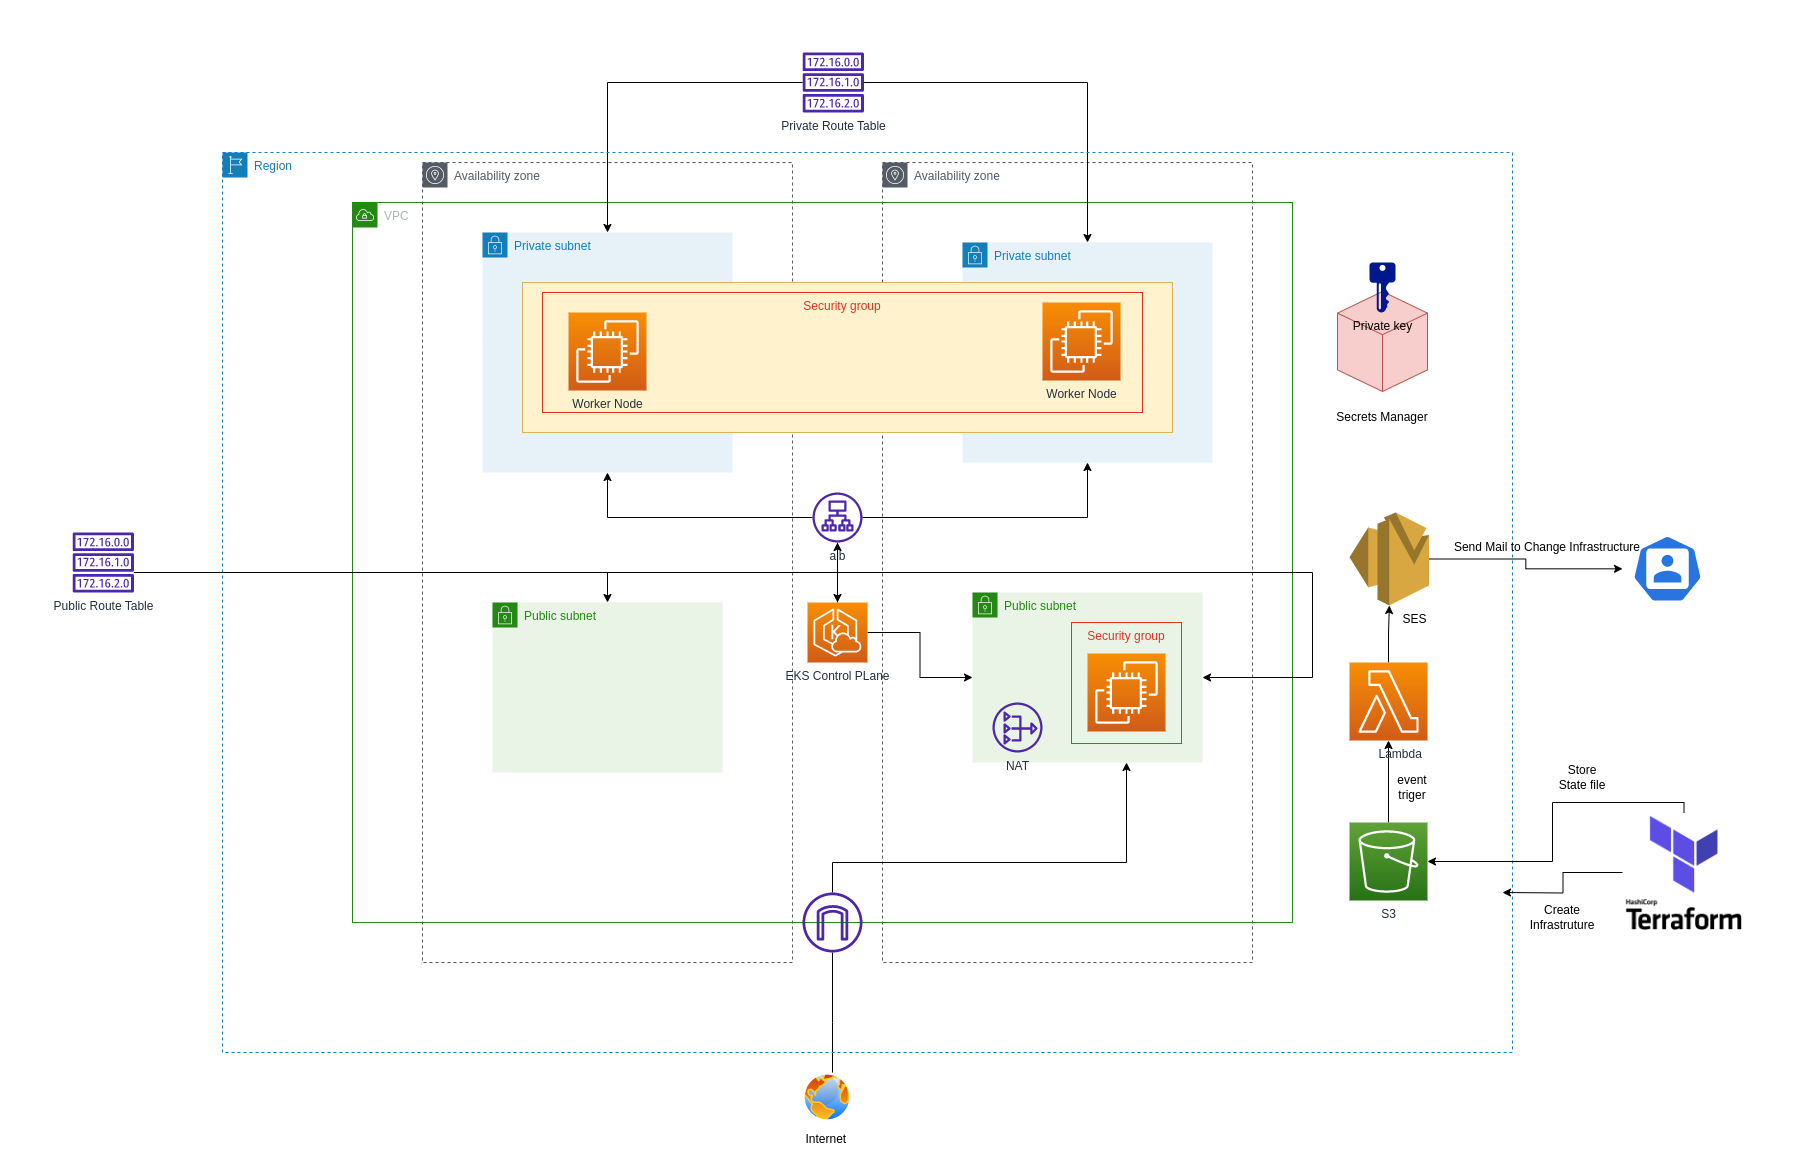 172.16.0.0
172.16.1.0
172.16.2.0
Private Route Table
Region
Availability zone
Availability zone
VPC
Private subnet
Private subnet
Security group
Worker Node
Worker Node
Private key
Secrets Manager
172.16.0.0
172.16.1.0
172.16.2.0
Public Route Table
alb
Send Mail to Change Infrastructure
SES
Public subnet
Public subnet
Security group
EKS Control PLane
NAT
Lambda
event
triger
Store
State file
S3
Create
Infrastruture
HashiCorp
Terraform
Internet